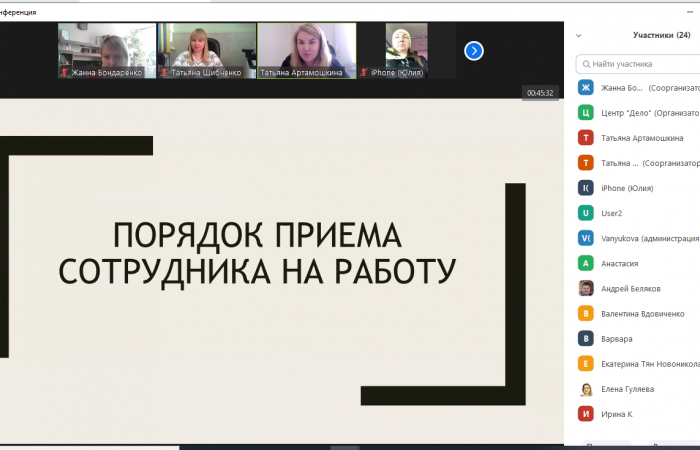 нференция
Жанна Бондаренко
Татьяна Шибченко
Татьяна Артамошкина
iPhone (Юлия)
00:45:32
ПОРЯДОК ПРИЕМА
СОТРУДНИКА НА РАБОТУ
Участники (24)
Найти участника
Ж Жанна Бо... (Соорганизатор
Ц Центр "Дело" (Организато
Т Татьяна Артамошкина
Т Татьяна ... (Соорганизатор
I( iPhone (Юлия)
U User2
V( Vanyukova (администрация
А Анастасия
Андрей Беляков
В Валентина Вдовиченко
В Варвара
Е Екатерина Тян Новоникола
Елена Гуляева
И Ирина К